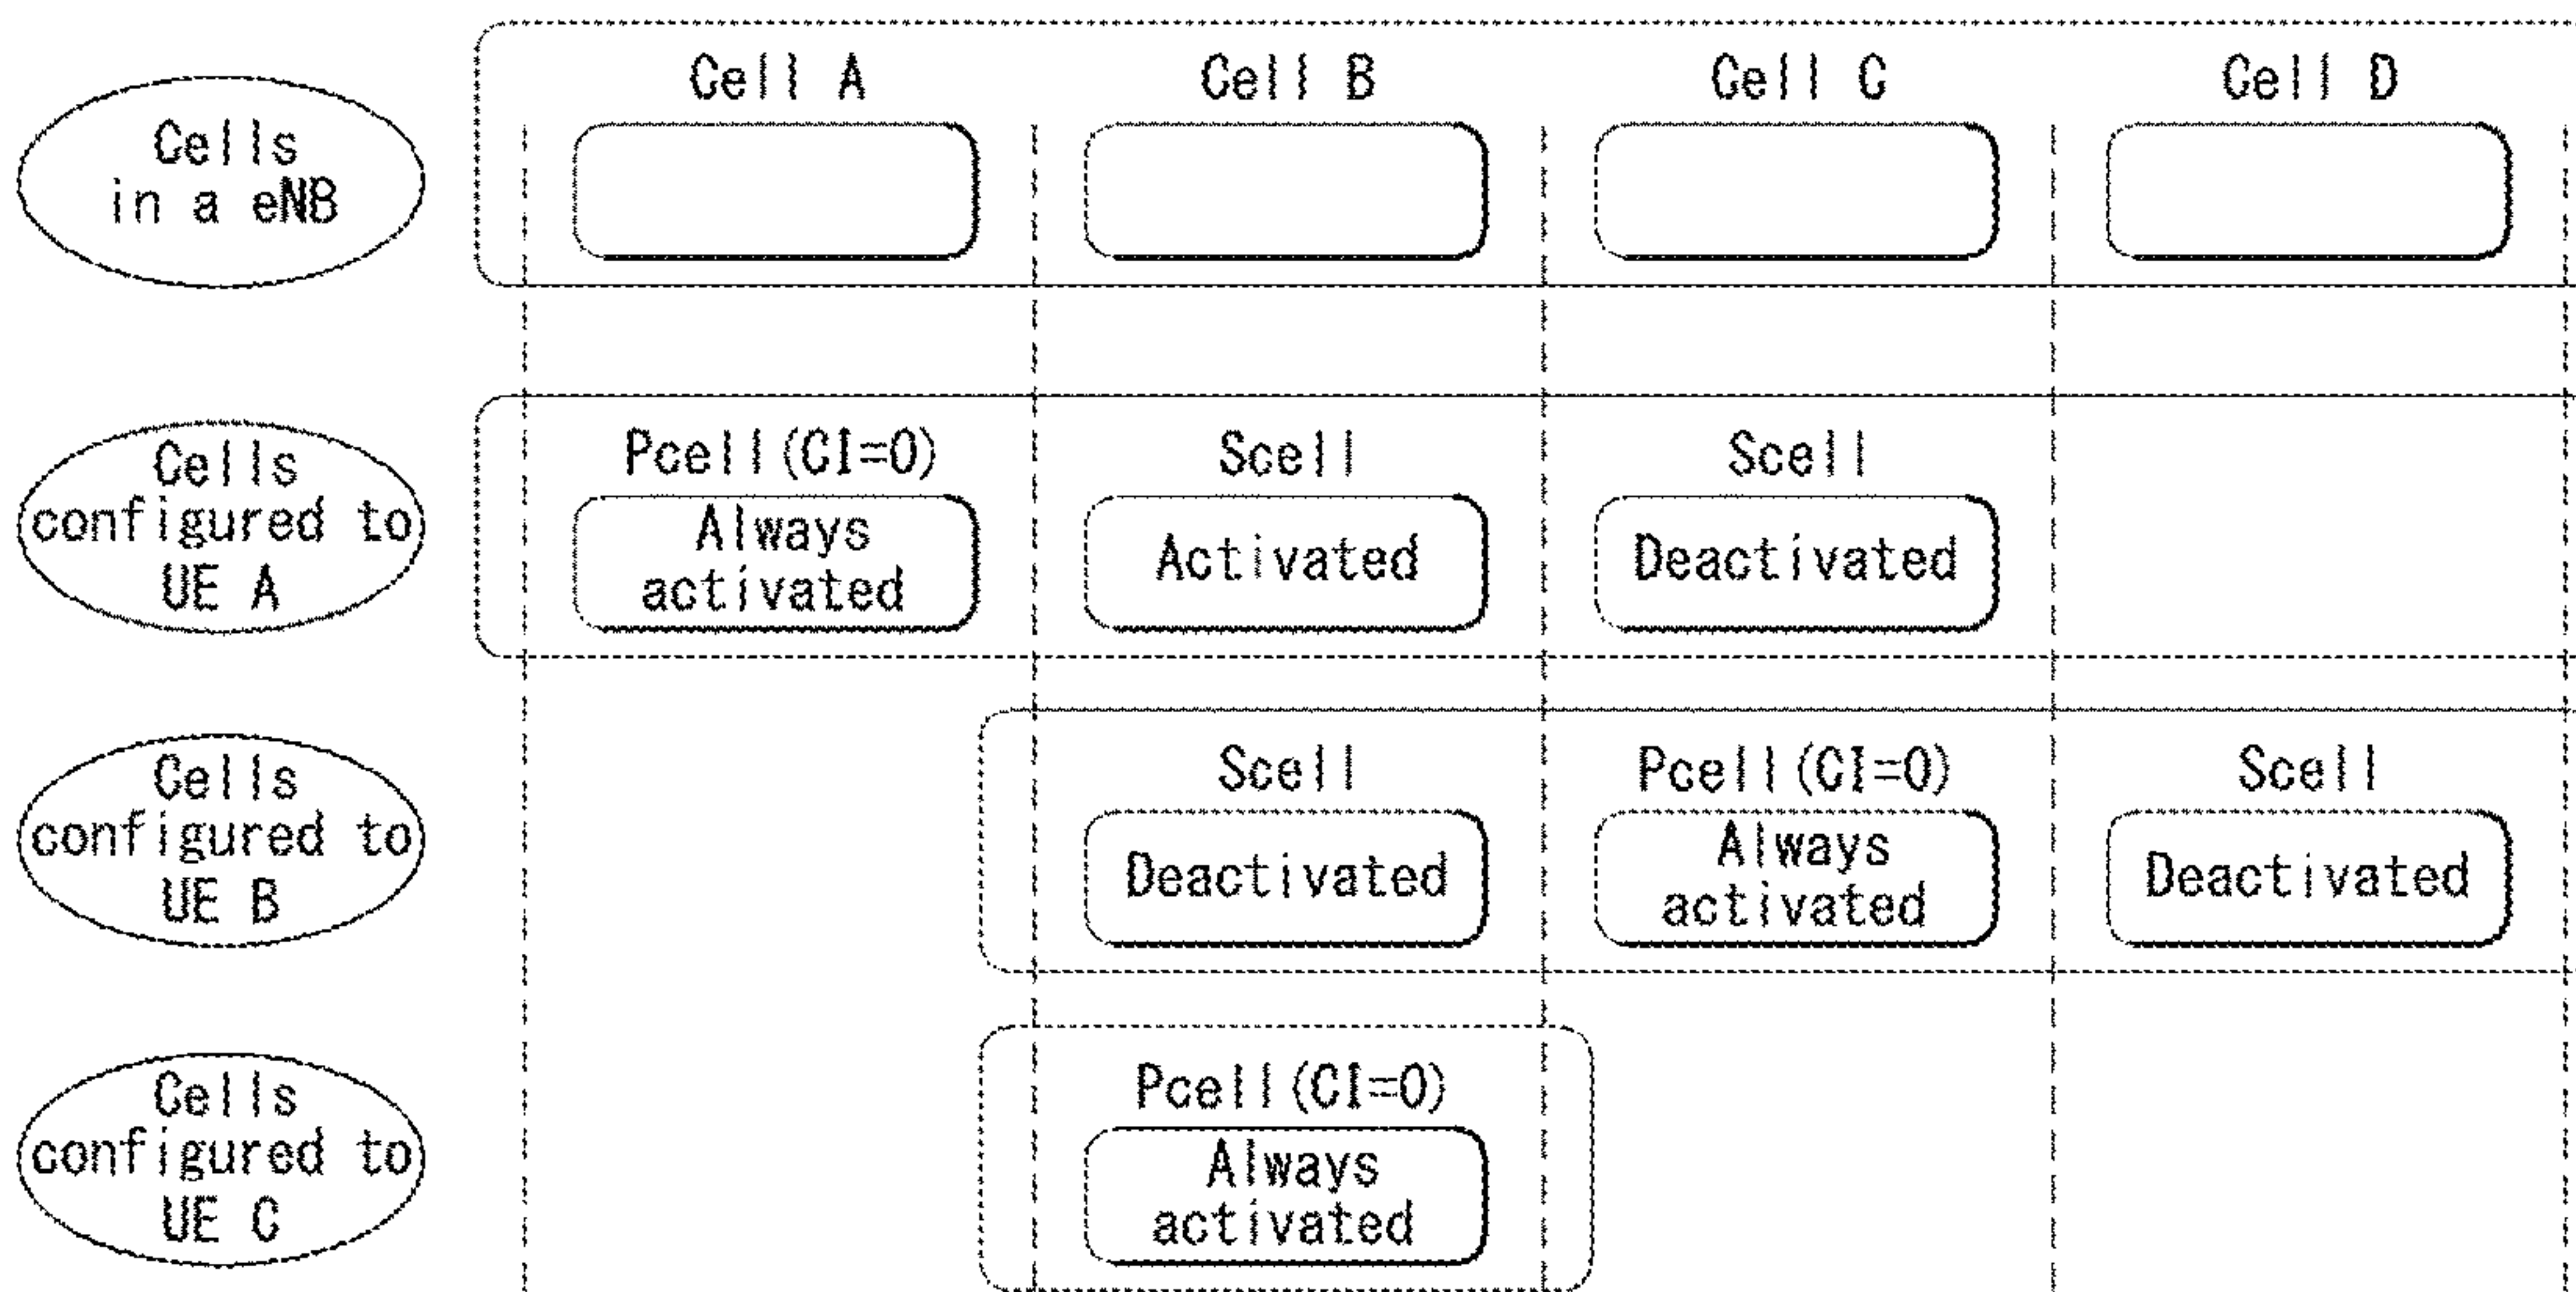 Cell A Cell B Cell C Cell D
Cells
in a eNB
Pcell(CI=0) Scell Scell
Cells
configured to
UE A
Always
activated
Activated
Deactivated
Scell Pcell(CI=0) Scell
Cells
configured to
UE B
Deactivated
Always
activated
Deactivated
Pcell(CI=0)
Cells
configured to
UE C
Always
activated